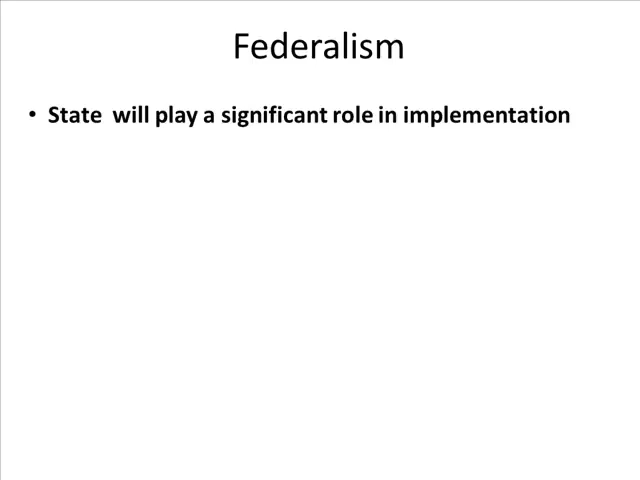 Federalism
• State  will play a significant role in implementation